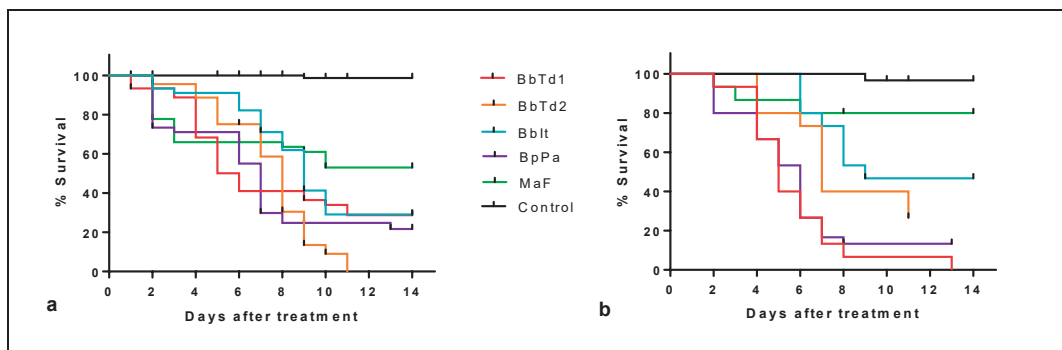 % Survival
100
80
60
40
20
0
0 2 4 6 8 10 12 14
Days after treatment
a
BbTd1
BbTd2
BbIt
BpPa
MaF
Control
% Survival
100
80
60
40
20
0
0 2 4 6 8 10 12 14
Days after treatment
b